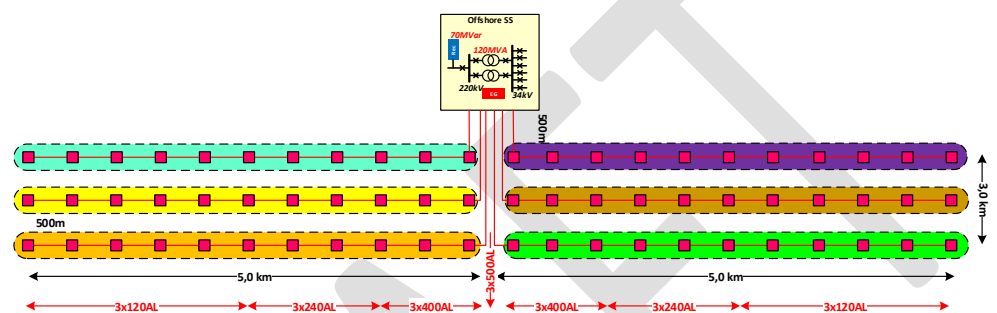 Offshore SS
70MVar
Rec
120MVA
220kV
EG
34kV
500m
500m
3,0 km
5,0 km
5,0 km
3x500AL
3x120AL
3x240AL
3x400AL
3x400AL
3x240AL
3x120AL